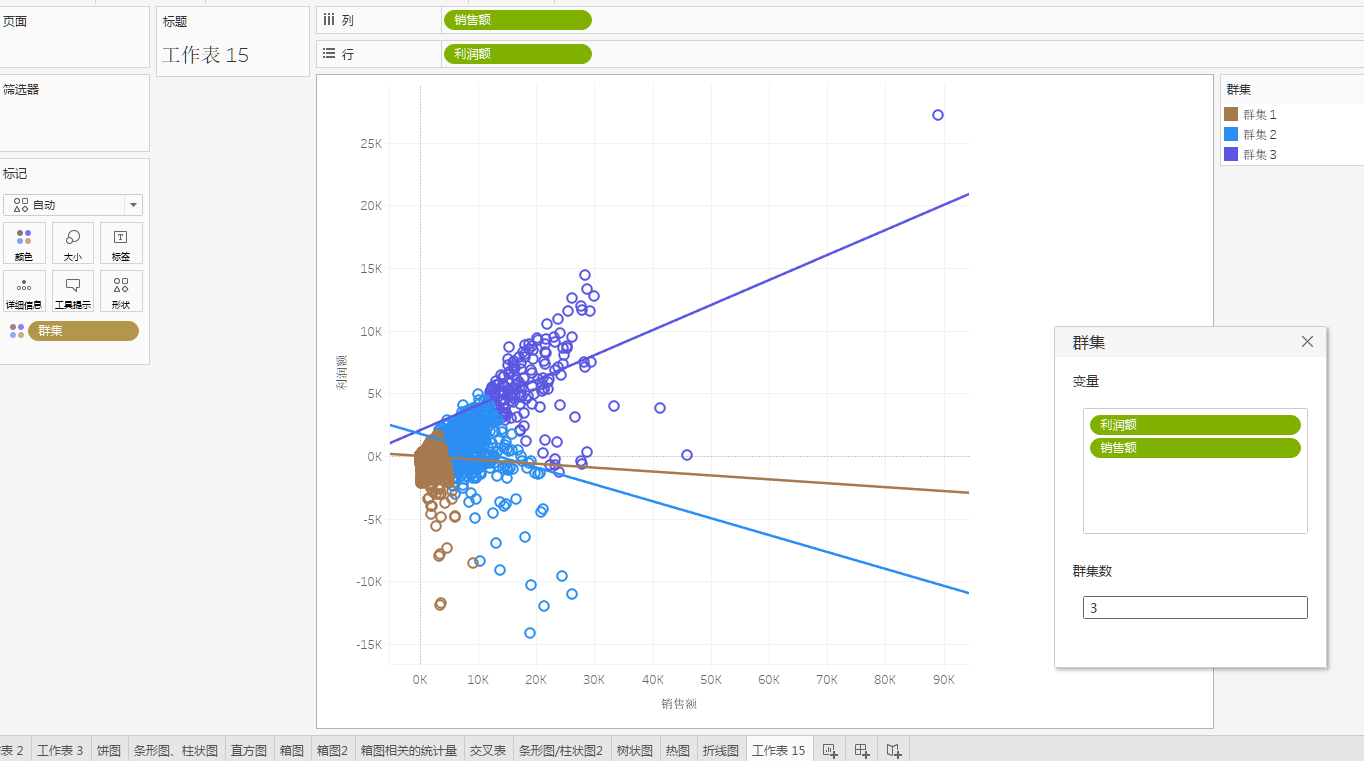 页面
筛选器
标记
自动
颜色
大小
标签
详细信息
工具提示
形状
群集
标题
工作表 15
列
销售额
行
利润额
25K
20K
15K
10K
5K
0K
-5K
-10K
-15K
利润额
0K
10K
20K
30K
40K
50K
60K
70K
80K
90K
销售额
群集
群集 1
群集 2
群集 3
群集
变量
利润额
销售额
群集数
3
表 2
工作表 3
饼图
条形图、柱状图
直方图
箱图
箱图2
箱图相关的统计量
交叉表
条形图/柱状图2
树状图
热图
折线图
工作表 15